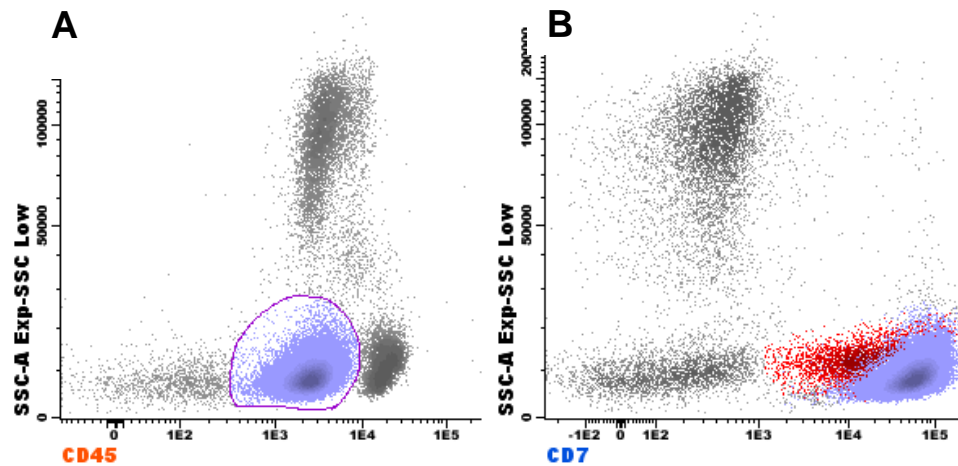 A
SSC-A Exp-SSC Low
100000
50000
0
0 1E2 1E3 1E4 1E5
CD45
B
SSC-A Exp-SSC Low
200000
100000
50000
0
-1E2 0 1E2 1E3 1E4 1E5
CD7